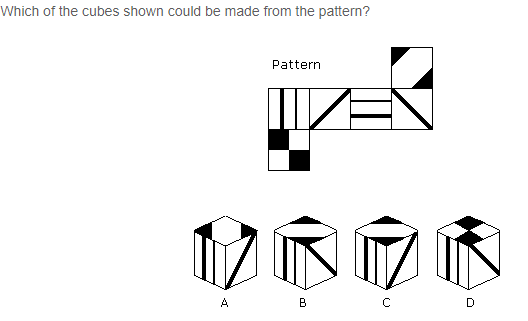 Which of the cubes shown could be made from the pattern?
Pattern
A B C D